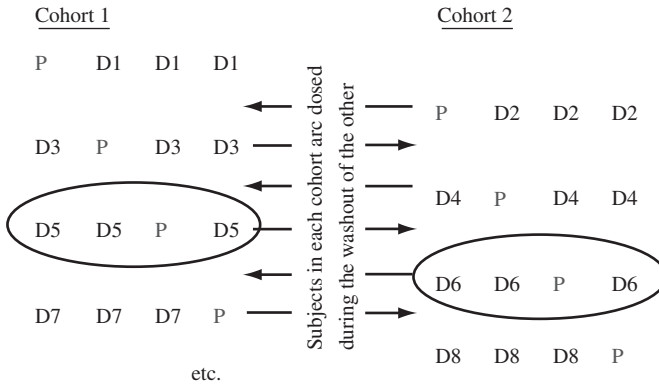 Cohort 1
P D1 D1 D1
D3 P D3 D3
D5 D5 P D5
D7 D7 D7 P
etc.
Subjects in each cohort arc dosed
during the washout of the other
Cohort 2
P D2 D2 D2
D4 P D4 D4
D6 D6 P D6
D8 D8 D8 P